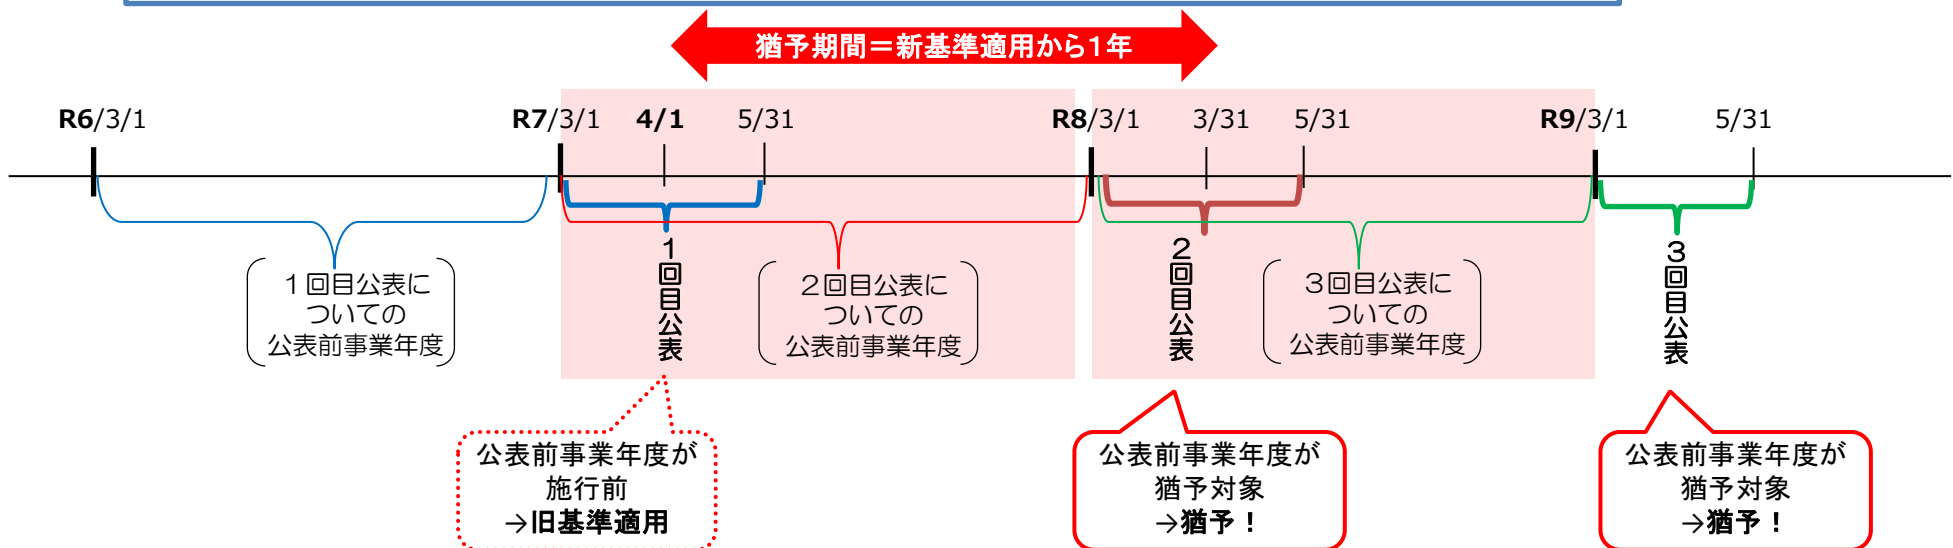 猶予期間＝新基準適用から1年
R6/3/1
R7/3/1
4/1
5/31
R8/3/1
3/31
5/31
R9/3/1
5/31
１回目公表に
ついての
公表前事業年度
１回目公表
２回目公表に
ついての
公表前事業年度
２回目公表
３回目公表に
ついての
公表前事業年度
３回目公表
公表前事業年度が
施行前
→旧基準適用
公表前事業年度が
猶予対象
→猶予！
公表前事業年度が
猶予対象
→猶予！